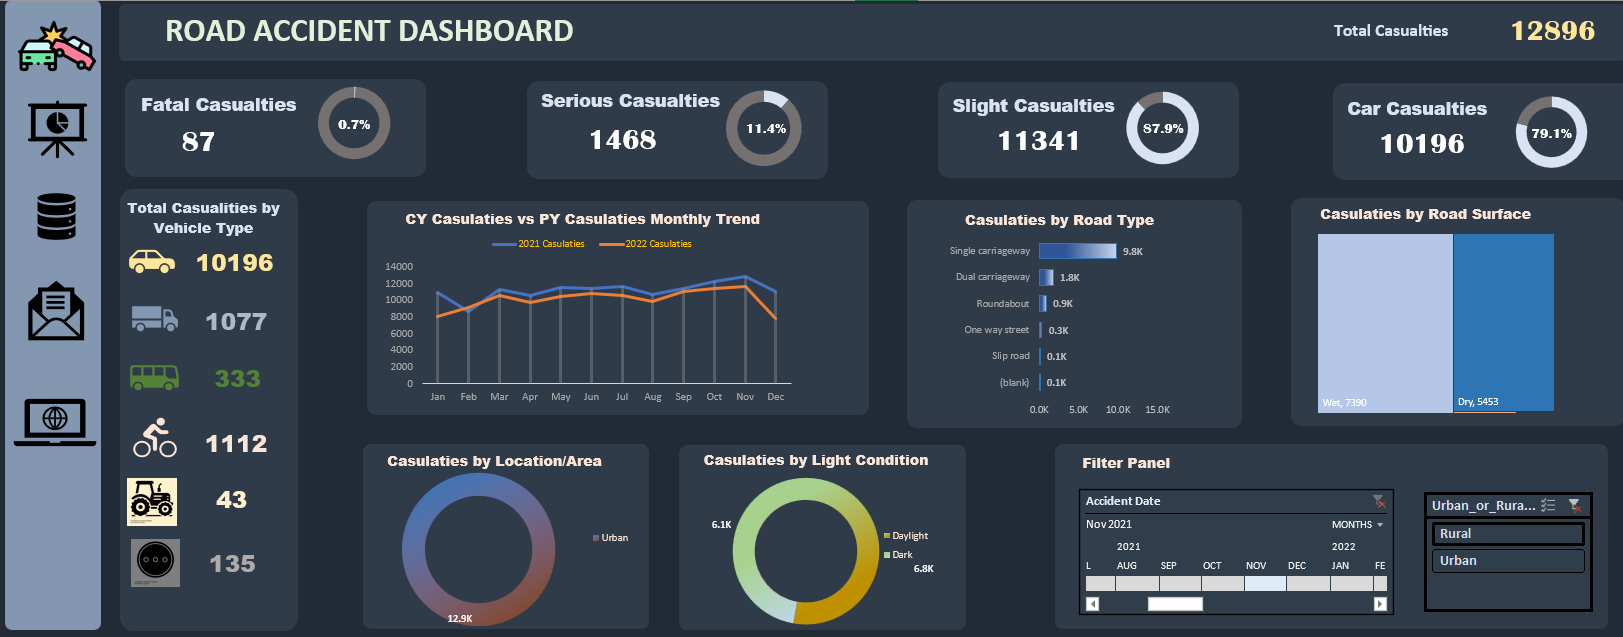 ROAD ACCIDENT DASHBOARD
Total Casualties
12896
Fatal Casualties
87
0.7%
Serious Casualties
1468
11.4%
Slight Casualties
11341
87.9%
Car Casualties
10196
79.1%
Total Casualities by
Vehicle Type
10196
1077
333
1112
43
135
CY Casulaties vs PY Casulaties Monthly Trend
2021 Casulaties
2022 Casulaties
14000
12000
10000
8000
6000
4000
2000
0
Jan Feb Mar Apr May Jun Jul Aug Sep Oct Nov Dec
Casulaties by Road Type
Single carriageway 9.8K
Dual carriageway 1.8K
Roundabout 0.9K
One way street 0.3K
Slip road 0.1K
(blank) 0.1K
0.0K 5.0K 10.0K 15.0K
Casulaties by Road Surface
Wet, 7390
Dry, 5453
Casulaties by Location/Area
Urban
12.9K
Casulaties by Light Condition
6.1K
Daylight
Dark
6.8K
Filter Panel
Accident Date
Nov 2021
MONTHS
2021 2022
L AUG SEP OCT NOV DEC JAN FE
Urban_or_Rura...
Rural
Urban